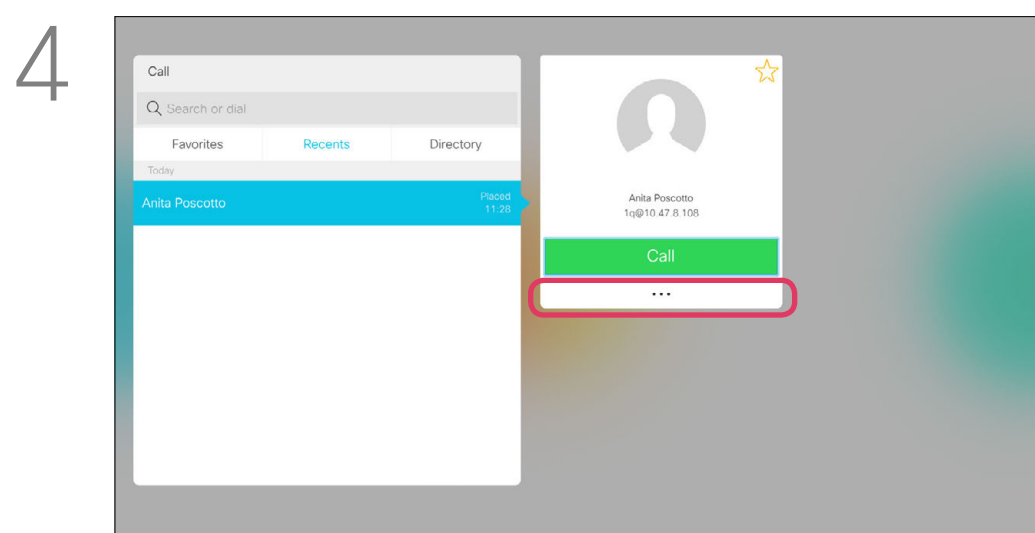 4
Call
Search or dial
Favorites Recents Directory
Today
Anita Poscotto Placed
11:28
Anita Poscotto
1q@10.47.8.108
Call
...